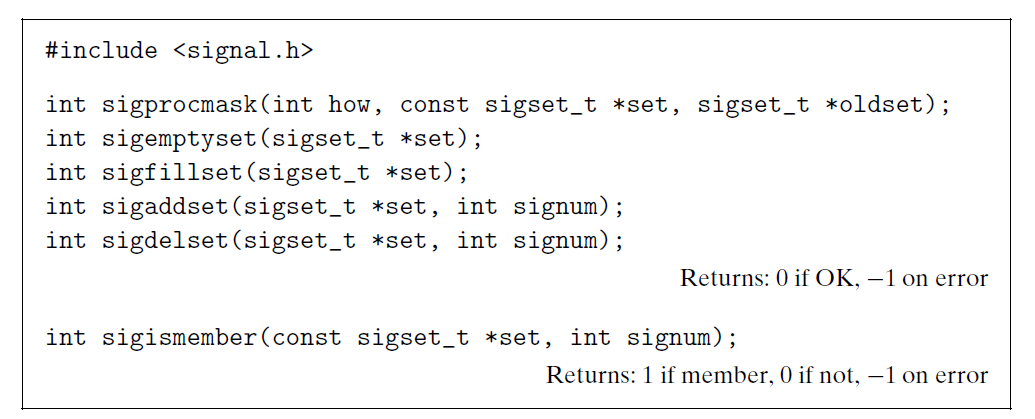 #include <signal.h>
int sigprocmask(int how, const sigset_t *set, sigset_t *oldset);
int sigemptyset(sigset_t *set);
int sigfillset(sigset_t *set);
int sigaddset(sigset_t *set, int signum);
int sigdelset(sigset_t *set, int signum);
Returns: 0 if OK, −1 on error
int sigismember(const sigset_t *set, int signum);
Returns: 1 if member, 0 if not, −1 on error